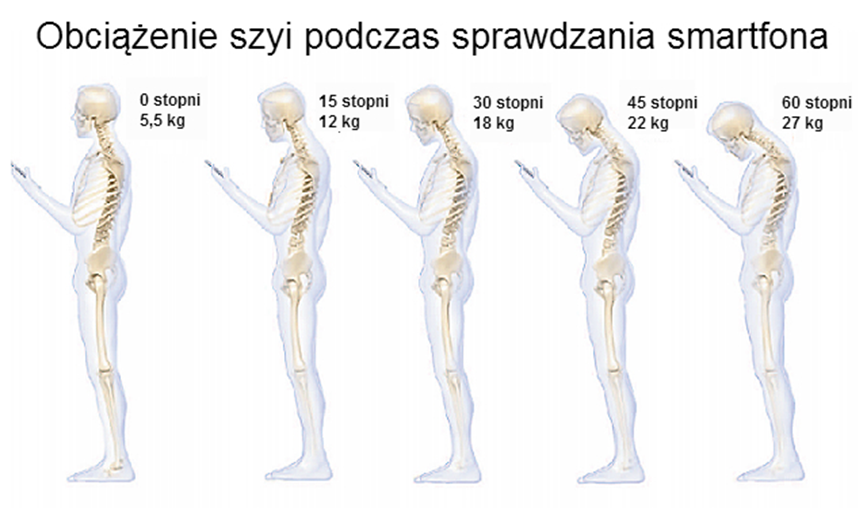 Obciążenie szyi podczas sprawdzania smartfona
0 stopni
5,5 kg
15 stopni
12 kg
30 stopni
18 kg
45 stopni
22 kg
60 stopni
27 kg